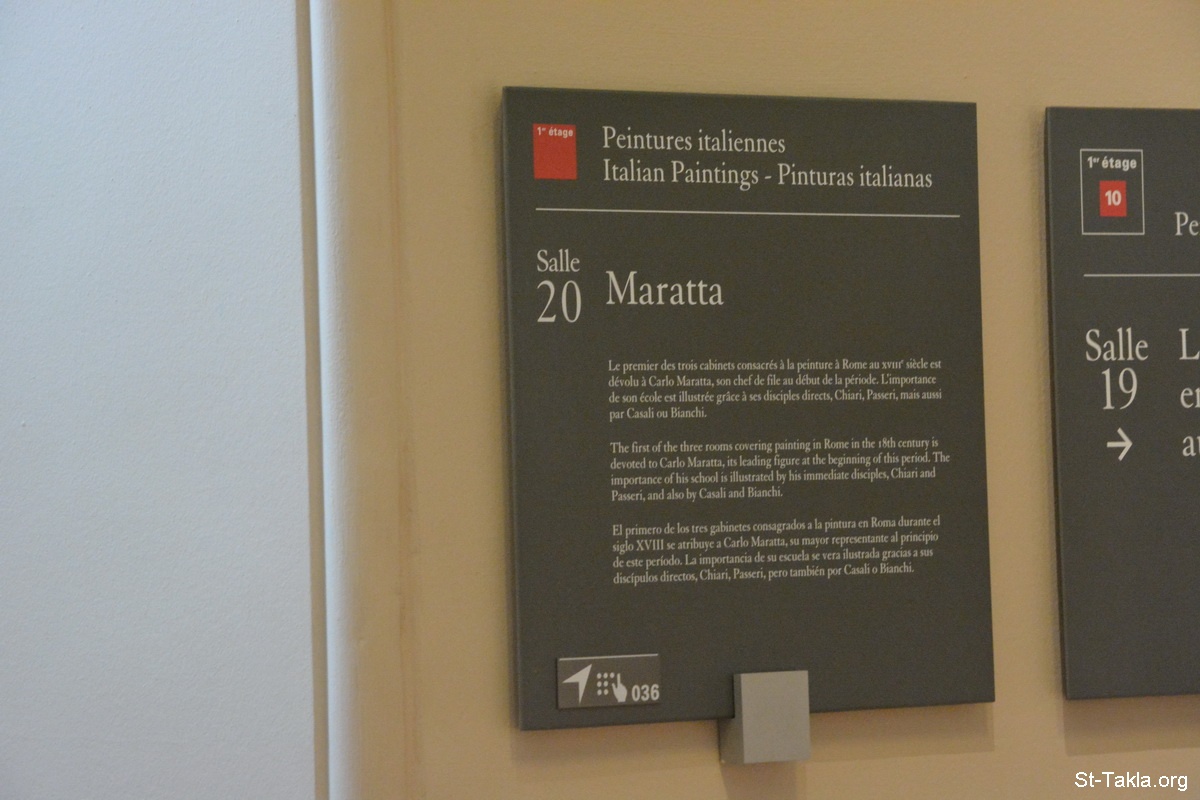 1er étage
Peintures italiennes
Italian Paintings - Pinturas italianas
Salle
20
Maratta
Le premier des trois cabinets consacrés à la peinture à Rome au XVIIIe siècle est
dévolu à Carlo Maratta, son chef de file au début de la période. L'importance
de son école est illustrée grâce à ses disciples directs, Chiari, Passeri, mais aussi
par Casali ou Bianchi.
The first of the three rooms covering painting in Rome in the 18th century is
devoted to Carlo Maratta, its leading figure at the beginning of this period. The
importance of his school is illustrated by his immediate disciples, Chiari and
Passeri, and also by Casali and Bianchi.
El primero de los tres gabinetes consagrados a la pintura en Roma durante el
siglo XVIII se atribuye a Carlo Maratta, su mayor representante al principio
de este período. La importancia de su escuela se vera ilustrada gracias a sus
discípulos directos, Chiari, Passeri, pero también por Casali o Bianchi.
036
1er étage
10
Pe
Salle
19
→
L
en
au
St-Takla.org